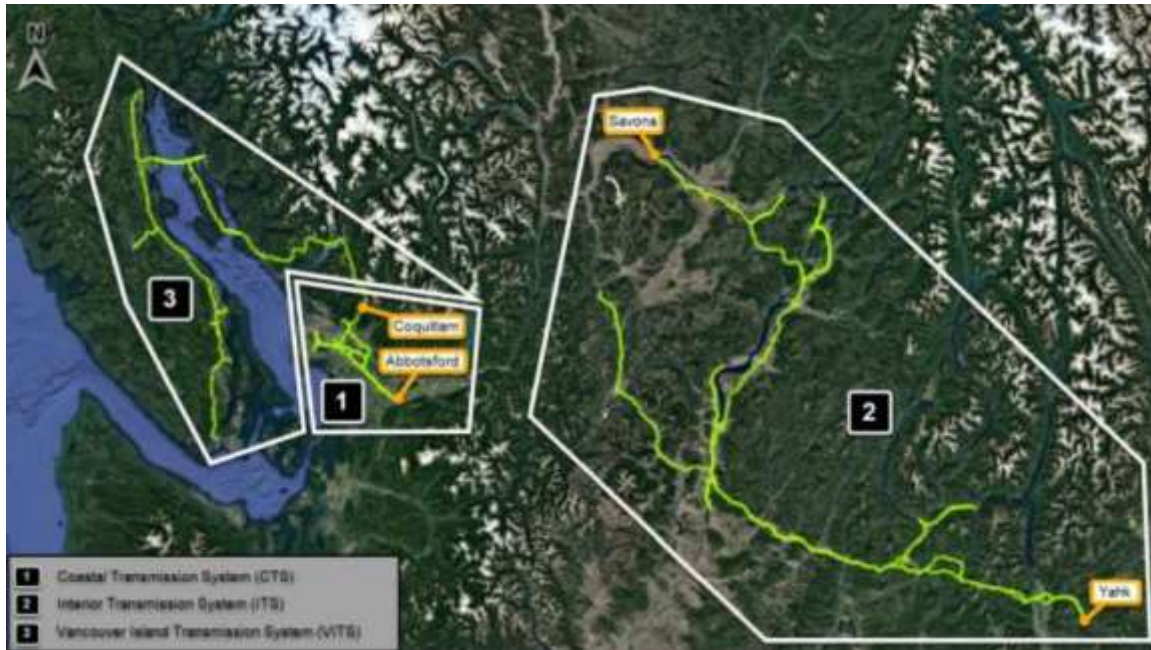 N
Savona
3
Coquitlam
Abbotsford
1
2
Yahk
1 Coastal Transmission System (CTS)
2 Interior Transmission System (ITS)
3 Vancouver Island Transmission System (VITS)